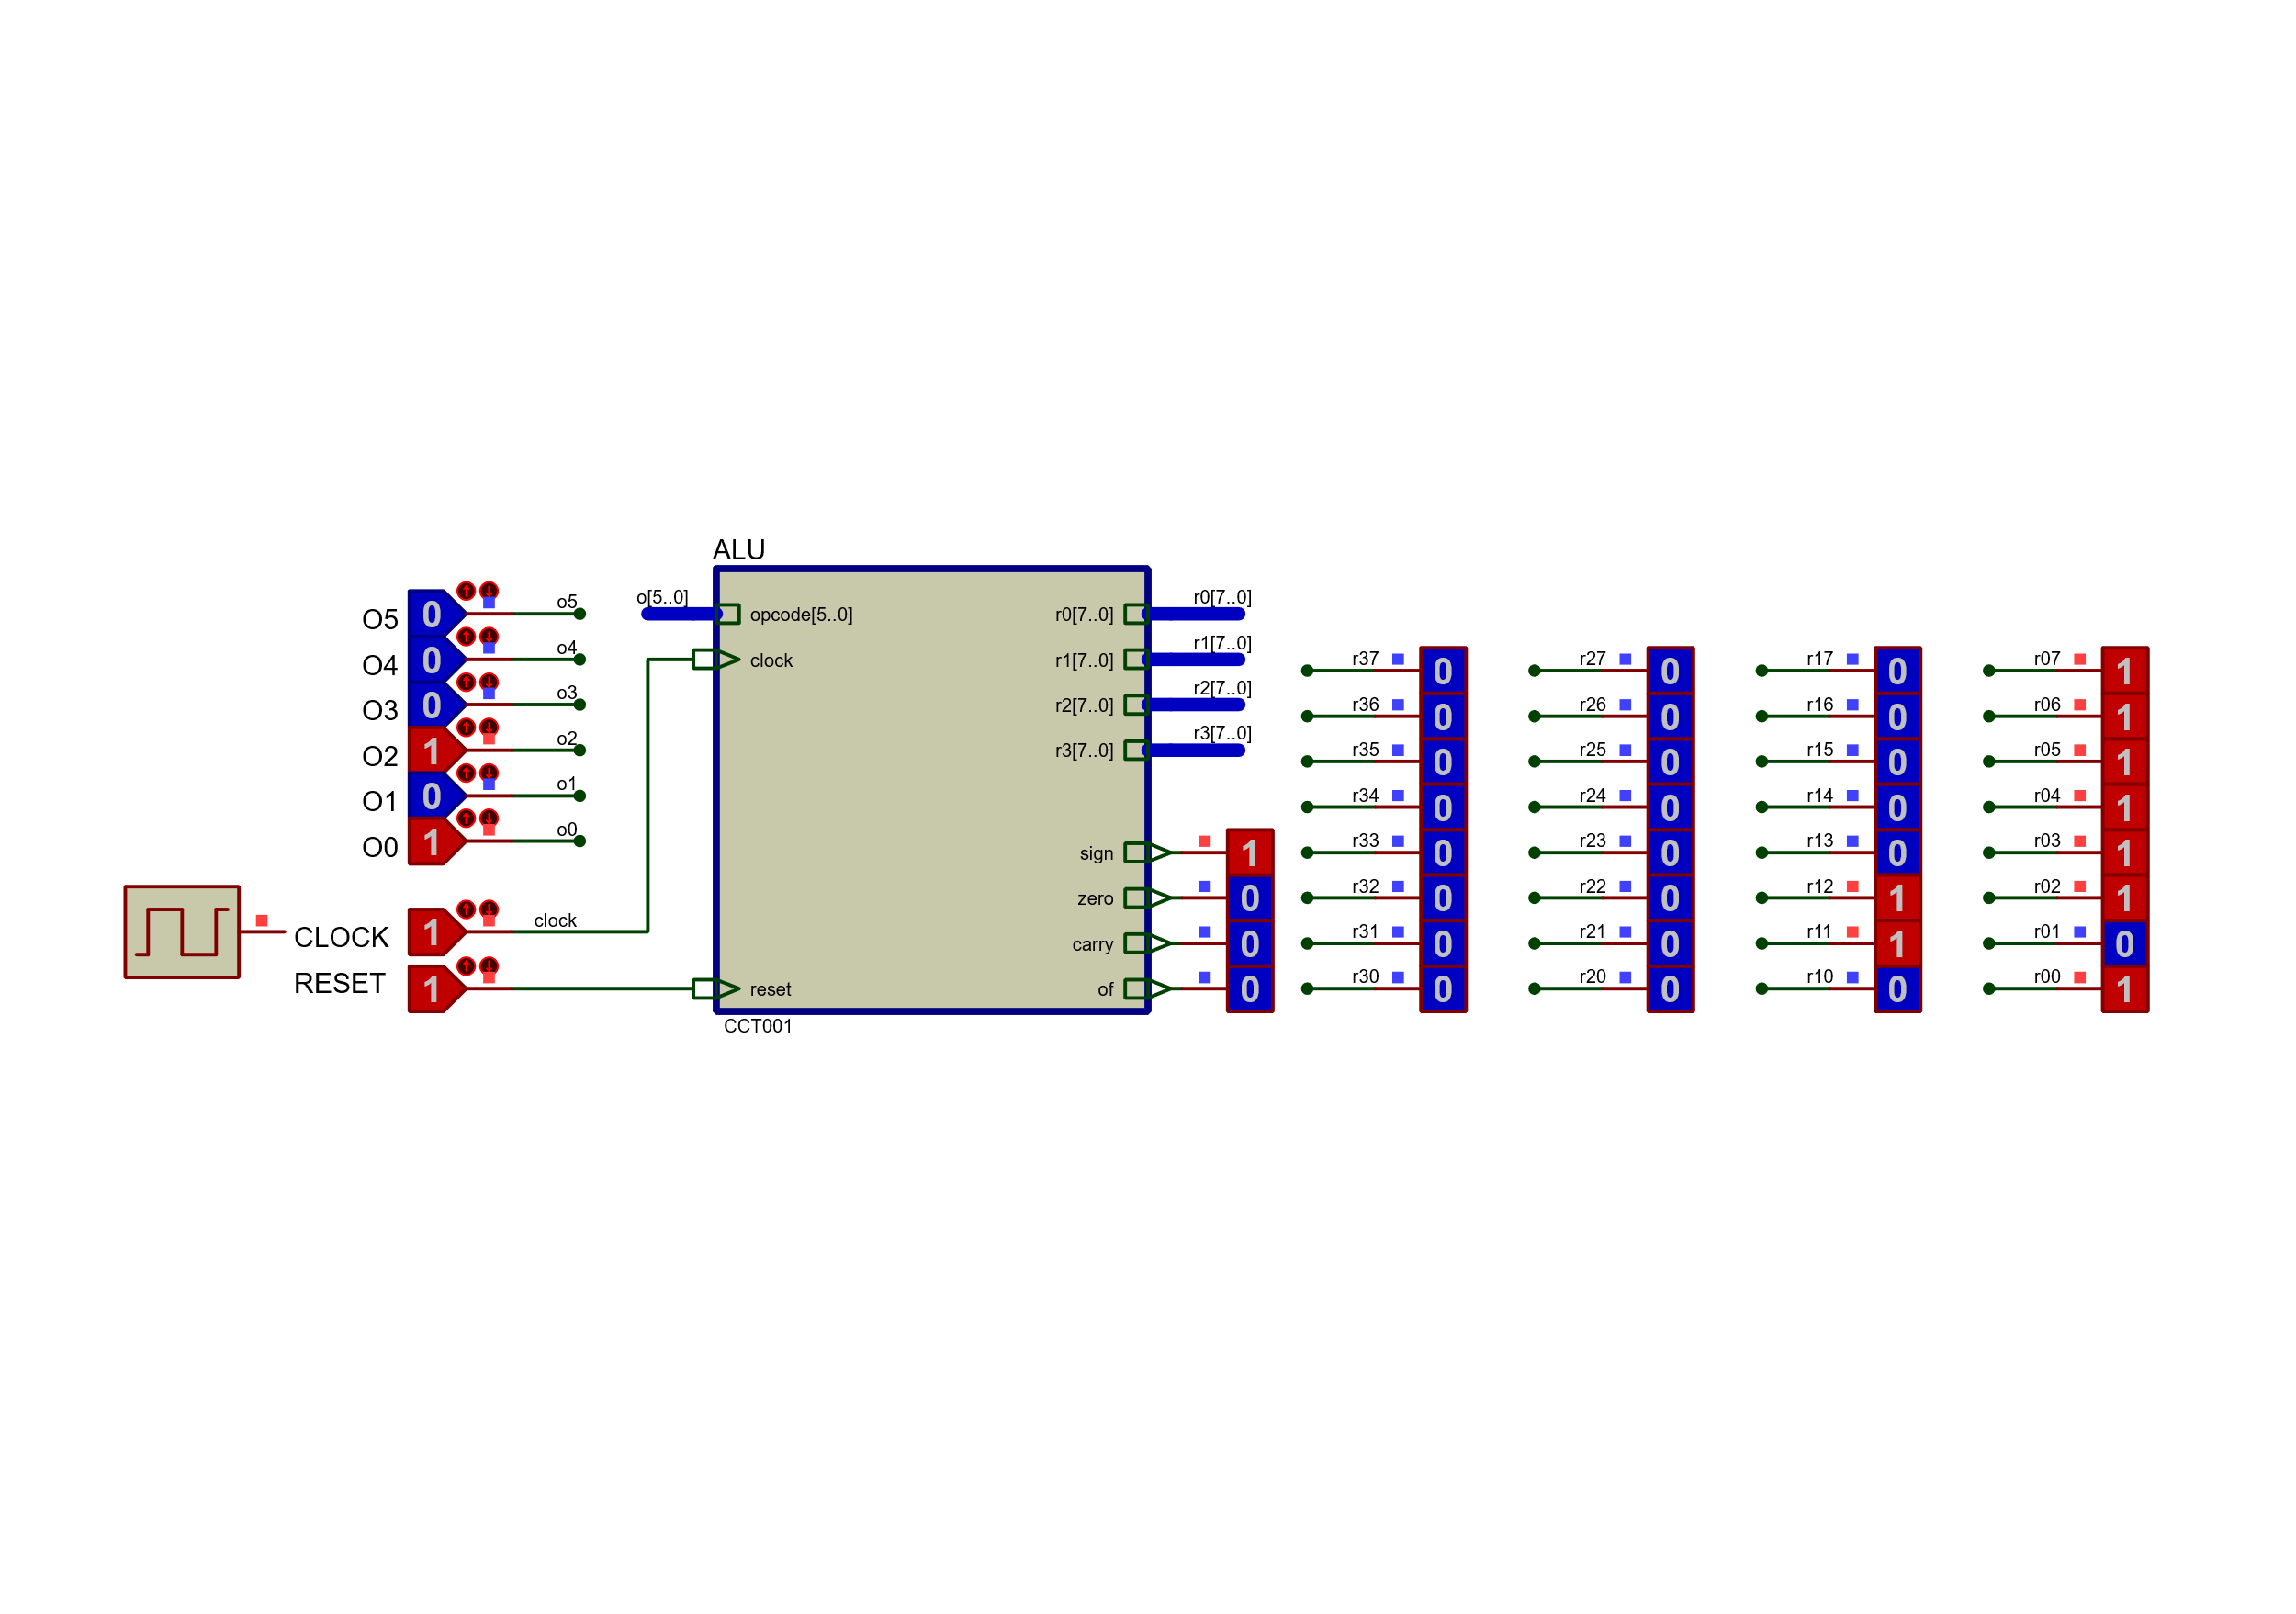 ALU
O5 0 o5
O4 0 o4
O3 0 o3
O2 1 o2
O1 0 o1
O0 1 o0
CLOCK 1 clock
RESET 1
o[5..0]
opcode[5..0]
clock
reset
CCT001
r0[7..0] r0[7..0]
r1[7..0] r1[7..0]
r2[7..0] r2[7..0]
r3[7..0] r3[7..0]
sign 1
zero 0
carry 0
of 0
r37 0
r36 0
r35 0
r34 0
r33 0
r32 0
r31 0
r30 0
r27 0
r26 0
r25 0
r24 0
r23 0
r22 0
r21 0
r20 0
r17 0
r16 0
r15 0
r14 0
r13 0
r12 1
r11 1
r10 0
r07 1
r06 1
r05 1
r04 1
r03 1
r02 1
r01 0
r00 1